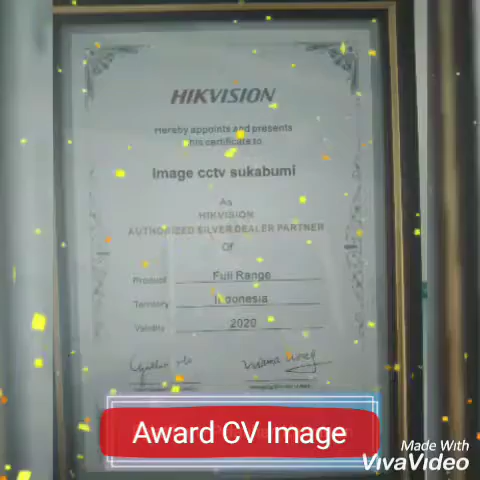 HIKVISION
Hereby appoints and presents
this certificate to
Image cctv sukabumi
As
HIKVISION
AUTHORIZED SILVER DEALER PARTNER
Of
Product Full Range
Territory Indonesia
Validity 2020
Award CV Image
Made With
VivaVideo